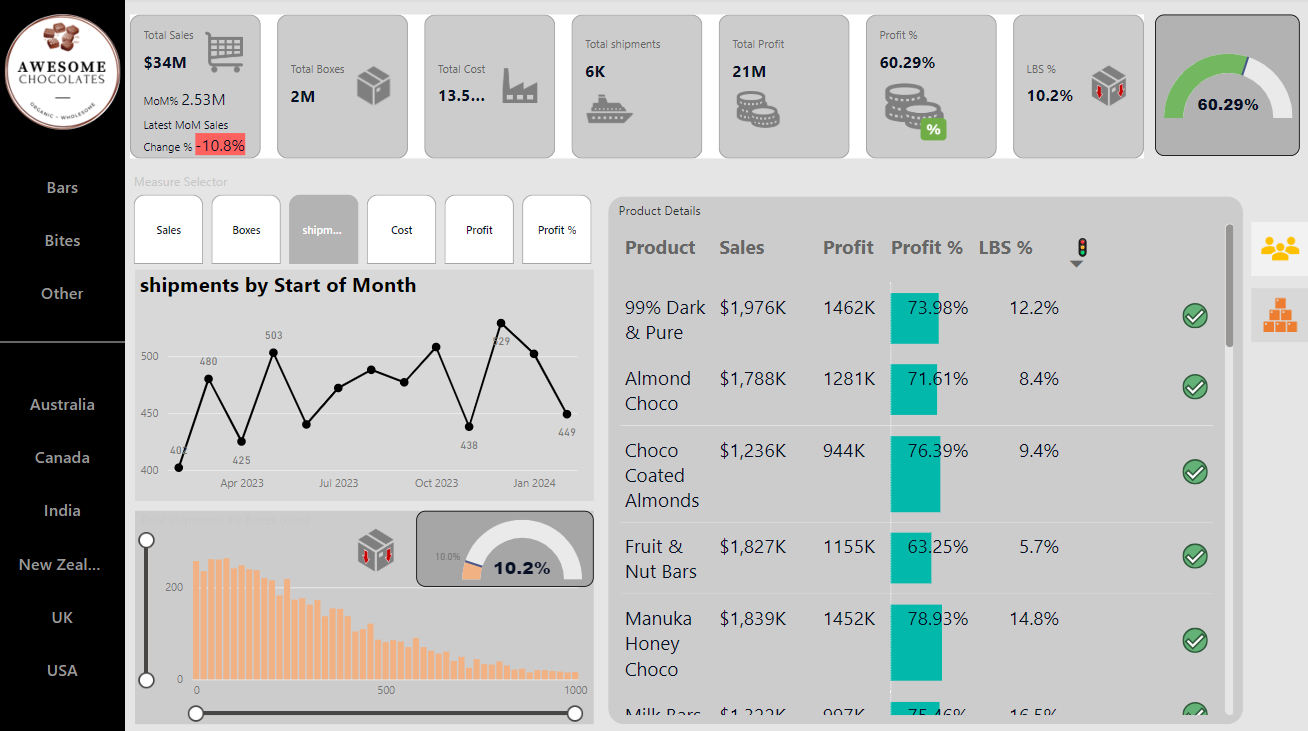 AWESOME
CHOCOLATES
ORGANIC - WHOLESOME
Bars
Bites
Other
Australia
Canada
India
New Zeal...
UK
USA
Total Sales
$34M
MoM% 2.53M
Latest MoM Sales
Change % -10.8%
Total Boxes
2M
Total Cost
13.5...
Total shipments
6K
Total Profit
21M
Profit %
60.29%
%
LBS %
10.2%
60.29%
Measure Selector
Sales
Boxes
shipm...
Cost
Profit
Profit %
shipments by Start of Month
500
450
400
480
425
503
438
529
449
Apr 2023
Jul 2023
Oct 2023
Jan 2024
10.0%
10.2%
200
0
0
500
1000
Product Details
Product Sales Profit Profit % LBS %
99% Dark & Pure $1,976K 1462K 73.98% 12.2%
Almond Choco $1,788K 1281K 71.61% 8.4%
Choco Coated Almonds $1,236K 944K 76.39% 9.4%
Fruit & Nut Bars $1,827K 1155K 63.25% 5.7%
Manuka Honey Choco $1,839K 1452K 78.93% 14.8%
Milk Bars $1,322K 997K 75.46% 16.5%